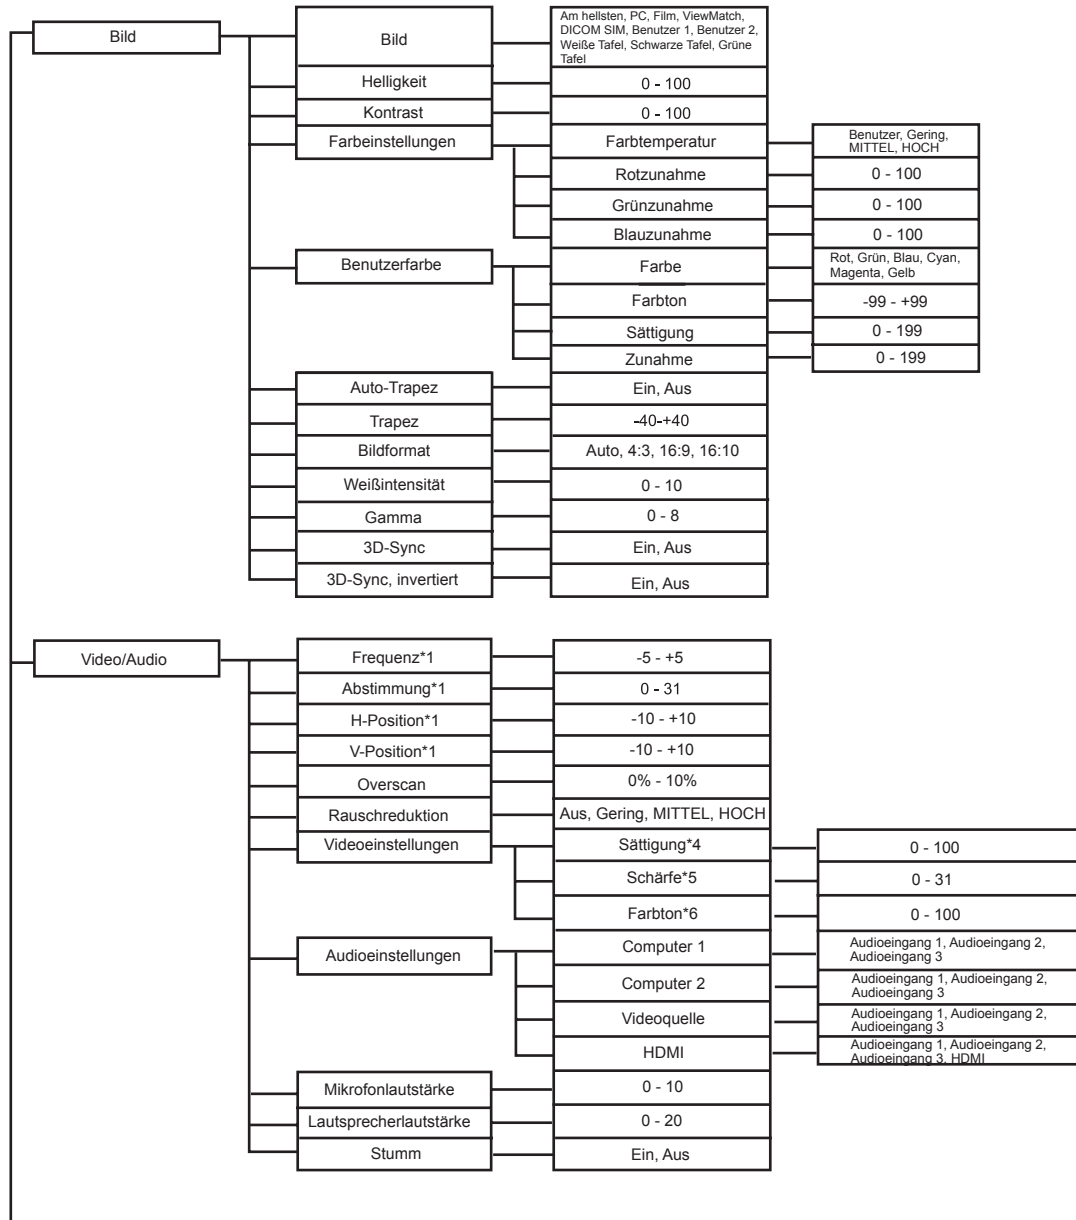 Bild
Bild
Am hellsten, PC, Film, ViewMatch,
DICOM SIM, Benutzer 1, Benutzer 2,
Weiße Tafel, Schwarze Tafel, Grüne
Tafel
Helligkeit
0 - 100
Kontrast
0 - 100
Farbeinstellungen
Farbtemperatur
Benutzer, Gering,
MITTEL, HOCH
Rotzunahme
0 - 100
Grünzunahme
0 - 100
Blauzunahme
0 - 100
Benutzerfarbe
Farbe
Rot, Grün, Blau, Cyan,
Magenta, Gelb
Farbton
-99 - +99
Sättigung
0 - 199
Zunahme
0 - 199
Auto-Trapez
Ein, Aus
Trapez
-40-+40
Bildformat
Auto, 4:3, 16:9, 16:10
Weißintensität
0 - 10
Gamma
0 - 8
3D-Sync
Ein, Aus
3D-Sync, invertiert
Ein, Aus
Video/Audio
Frequenz*1
-5 - +5
Abstimmung*1
0 - 31
H-Position*1
-10 - +10
V-Position*1
-10 - +10
Overscan
0% - 10%
Rauschreduktion
Aus, Gering, MITTEL, HOCH
Videoeinstellungen
Sättigung*4
0 - 100
Schärfe*5
0 - 31
Farbton*6
0 - 100
Audioeinstellungen
Computer 1
Audioeingang 1, Audioeingang 2,
Audioeingang 3
Computer 2
Audioeingang 1, Audioeingang 2,
Audioeingang 3
Videoquelle
Audioeingang 1, Audioeingang 2,
Audioeingang 3
HDMI
Audioeingang 1, Audioeingang 2,
Audioeingang 3, HDMI
Mikrofonlautstärke
0 - 10
Lautsprecherlautstärke
0 - 20
Stumm
Ein, Aus